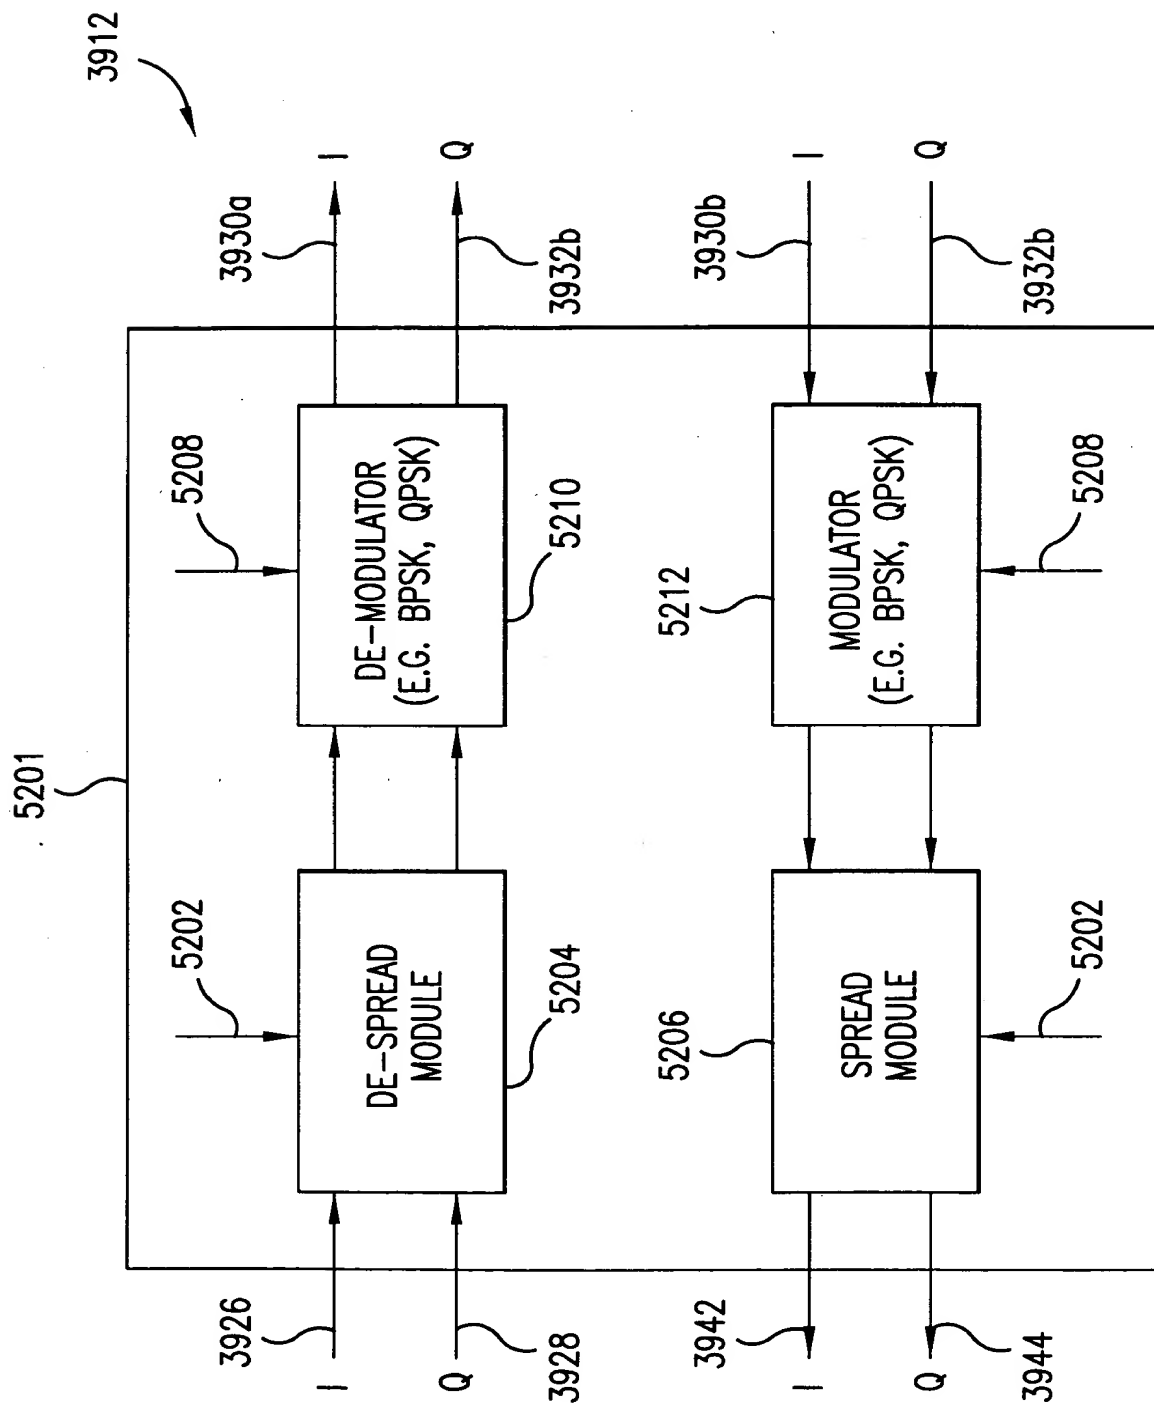 3912
5201
5202
5208
3926
I
Q
3928
DE-SPREAD
MODULE
5204
DE-MODULATOR
(E.G. BPSK, QPSK)
5210
3930a
I
Q
3932b
3942
I
Q
3944
5206
SPREAD
MODULE
5202
5212
MODULATOR
(E.G. BPSK, QPSK)
5208
3930b
I
Q
3932b